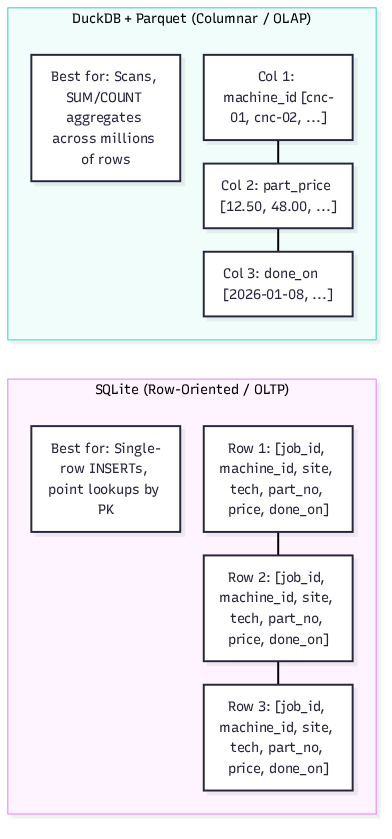 DuckDB + Parquet (Columnar / OLAP)
Best for: Scans,
SUM/COUNT
aggregates
across millions
of rows
Col 1:
machine_id [cnc-
01, cnc-02, ...]
Col 2: part_price
[12.50, 48.00, ...]
Col 3: done_on
[2026-01-08, ...]
SQLite (Row-Oriented / OLTP)
Best for: Single-
row INSERTs,
point lookups by
PK
Row 1: [job_id,
machine_id, site,
tech, part_no,
price, done_on]
Row 2: [job_id,
machine_id, site,
tech, part_no,
price, done_on]
Row 3: [job_id,
machine_id, site,
tech, part_no,
price, done_on]